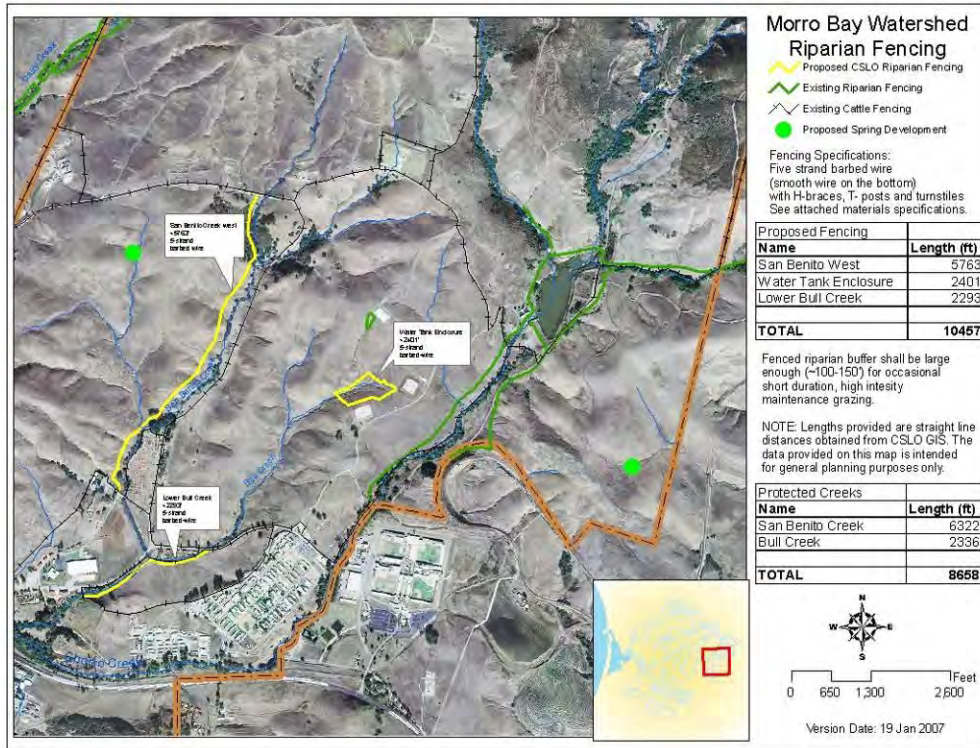 Morro Bay Watershed
Riparian Fencing
Proposed CSLO Riparian Fencing
Existing Riparian Fencing
Existing Cattle Fencing
Proposed Spring Development
Fencing Specifications:
Five strand barbed wire
(smooth wire on the bottom)
with H-braces, T- posts and turnstiles
See attached materials specifications.
Proposed Fencing
Name Length (ft)
San Benito West 5763
Water Tank Enclosure 2401
Lower Bull Creek 2293
TOTAL 10457
Fenced riparian buffer shall be large
enough (~100-150') for occasional
short duration, high intesity
maintenance grazing.
NOTE: Lengths provided are straight line
distances obtained from CSLO GIS. The
data provided on this map is intended
for general planning purposes only.
Protected Creeks
Name Length (ft)
San Benito Creek 6322
Bull Creek 2336
TOTAL 8658
N
W E
S
Feet
0 650 1,300 2,600
Version Date: 19 Jan 2007
San Benito Creek west
~5763'
5-strand
barbed wire
Water Tank Enclosure
~2401'
5-strand
barbed wire
Lower Bull Creek
~2293'
5-strand
barbed wire
Creek